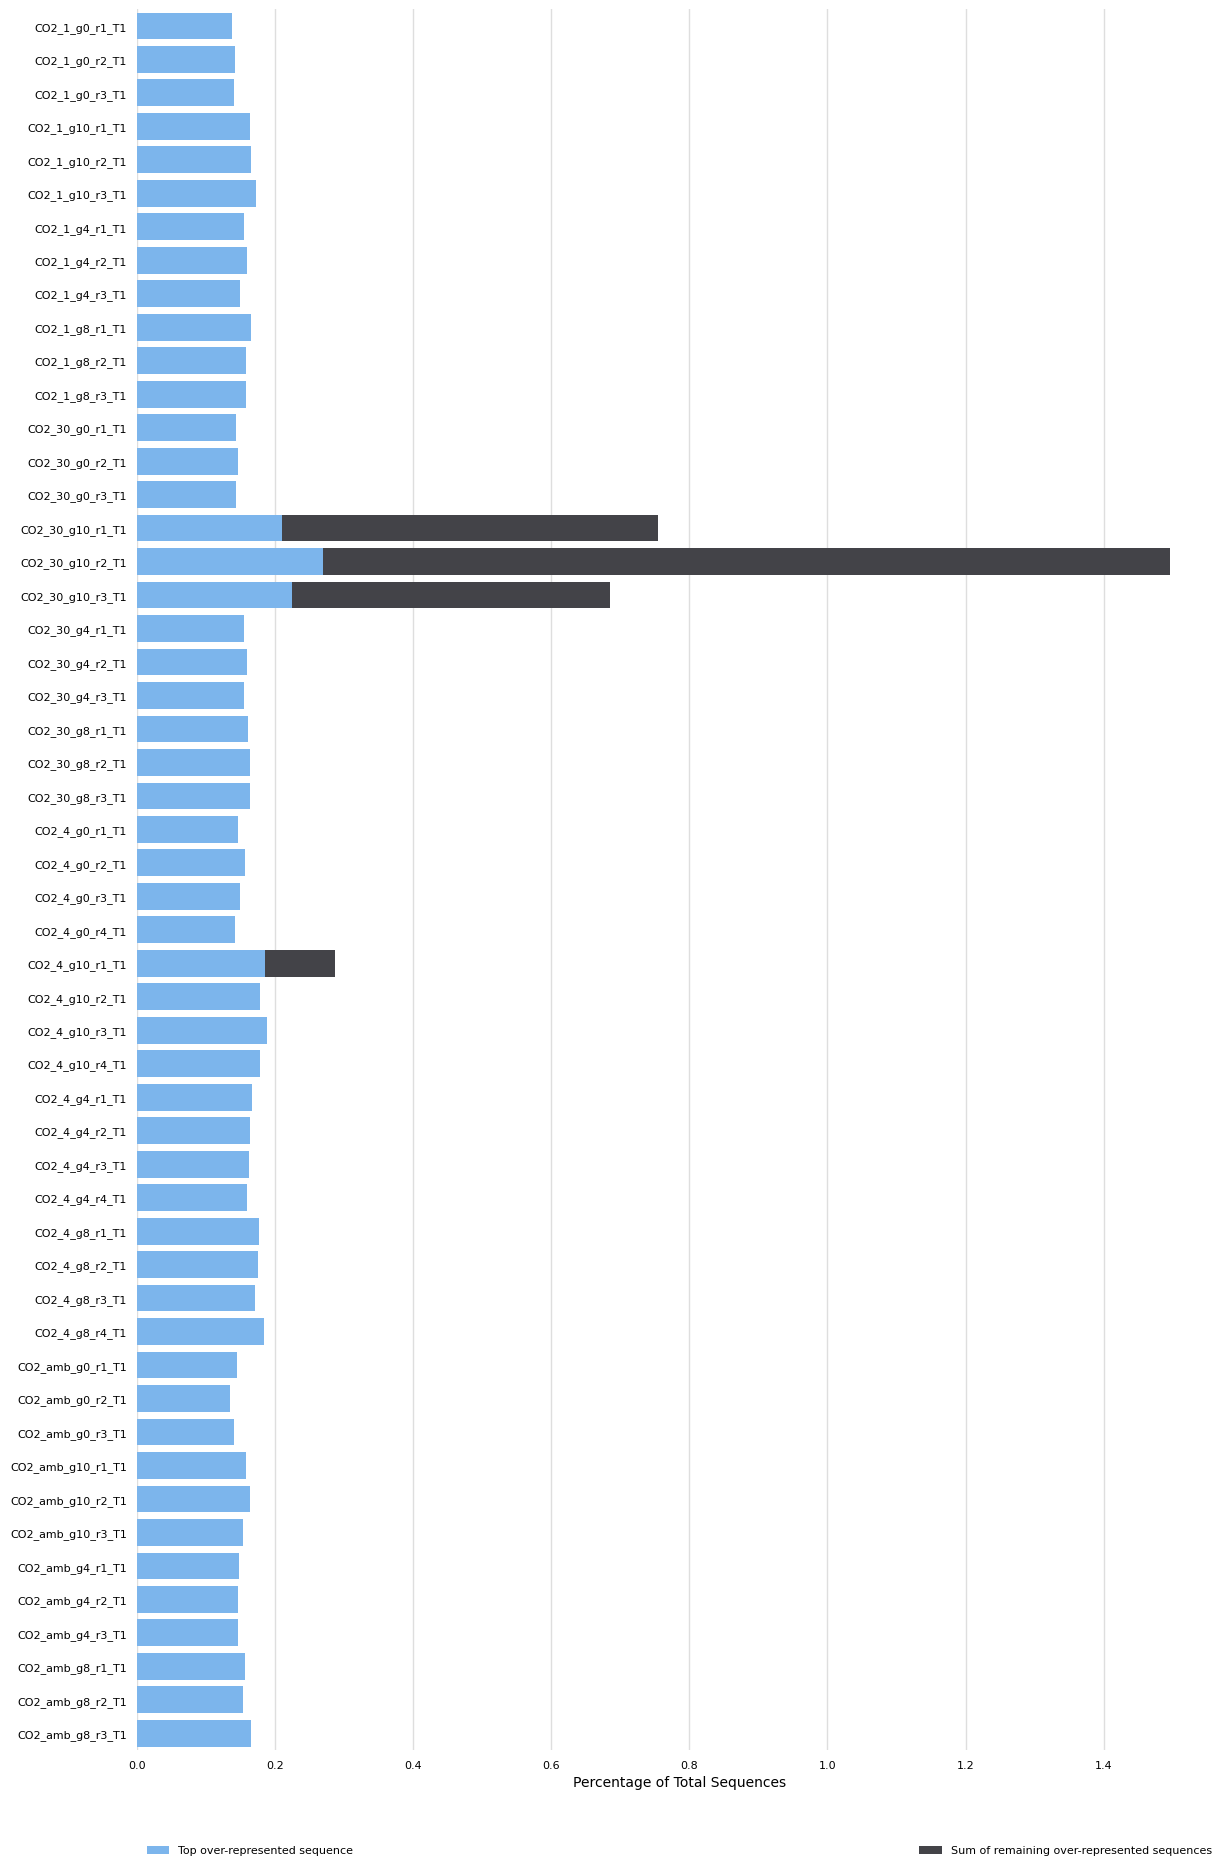 CO2_1_g0_r1_T1
CO2_1_g0_r2_T1
CO2_1_g0_r3_T1
CO2_1_g10_r1_T1
CO2_1_g10_r2_T1
CO2_1_g10_r3_T1
CO2_1_g4_r1_T1
CO2_1_g4_r2_T1
CO2_1_g4_r3_T1
CO2_1_g8_r1_T1
CO2_1_g8_r2_T1
CO2_1_g8_r3_T1
CO2_30_g0_r1_T1
CO2_30_g0_r2_T1
CO2_30_g0_r3_T1
CO2_30_g10_r1_T1
CO2_30_g10_r2_T1
CO2_30_g10_r3_T1
CO2_30_g4_r1_T1
CO2_30_g4_r2_T1
CO2_30_g4_r3_T1
CO2_30_g8_r1_T1
CO2_30_g8_r2_T1
CO2_30_g8_r3_T1
CO2_4_g0_r1_T1
CO2_4_g0_r2_T1
CO2_4_g0_r3_T1
CO2_4_g0_r4_T1
CO2_4_g10_r1_T1
CO2_4_g10_r2_T1
CO2_4_g10_r3_T1
CO2_4_g10_r4_T1
CO2_4_g4_r1_T1
CO2_4_g4_r2_T1
CO2_4_g4_r3_T1
CO2_4_g4_r4_T1
CO2_4_g8_r1_T1
CO2_4_g8_r2_T1
CO2_4_g8_r3_T1
CO2_4_g8_r4_T1
CO2_amb_g0_r1_T1
CO2_amb_g0_r2_T1
CO2_amb_g0_r3_T1
CO2_amb_g10_r1_T1
CO2_amb_g10_r2_T1
CO2_amb_g10_r3_T1
CO2_amb_g4_r1_T1
CO2_amb_g4_r2_T1
CO2_amb_g4_r3_T1
CO2_amb_g8_r1_T1
CO2_amb_g8_r2_T1
CO2_amb_g8_r3_T1
0.0 0.2 0.4 0.6 0.8 1.0 1.2 1.4
Percentage of Total Sequences
Top over-represented sequence Sum of remaining over-represented sequences